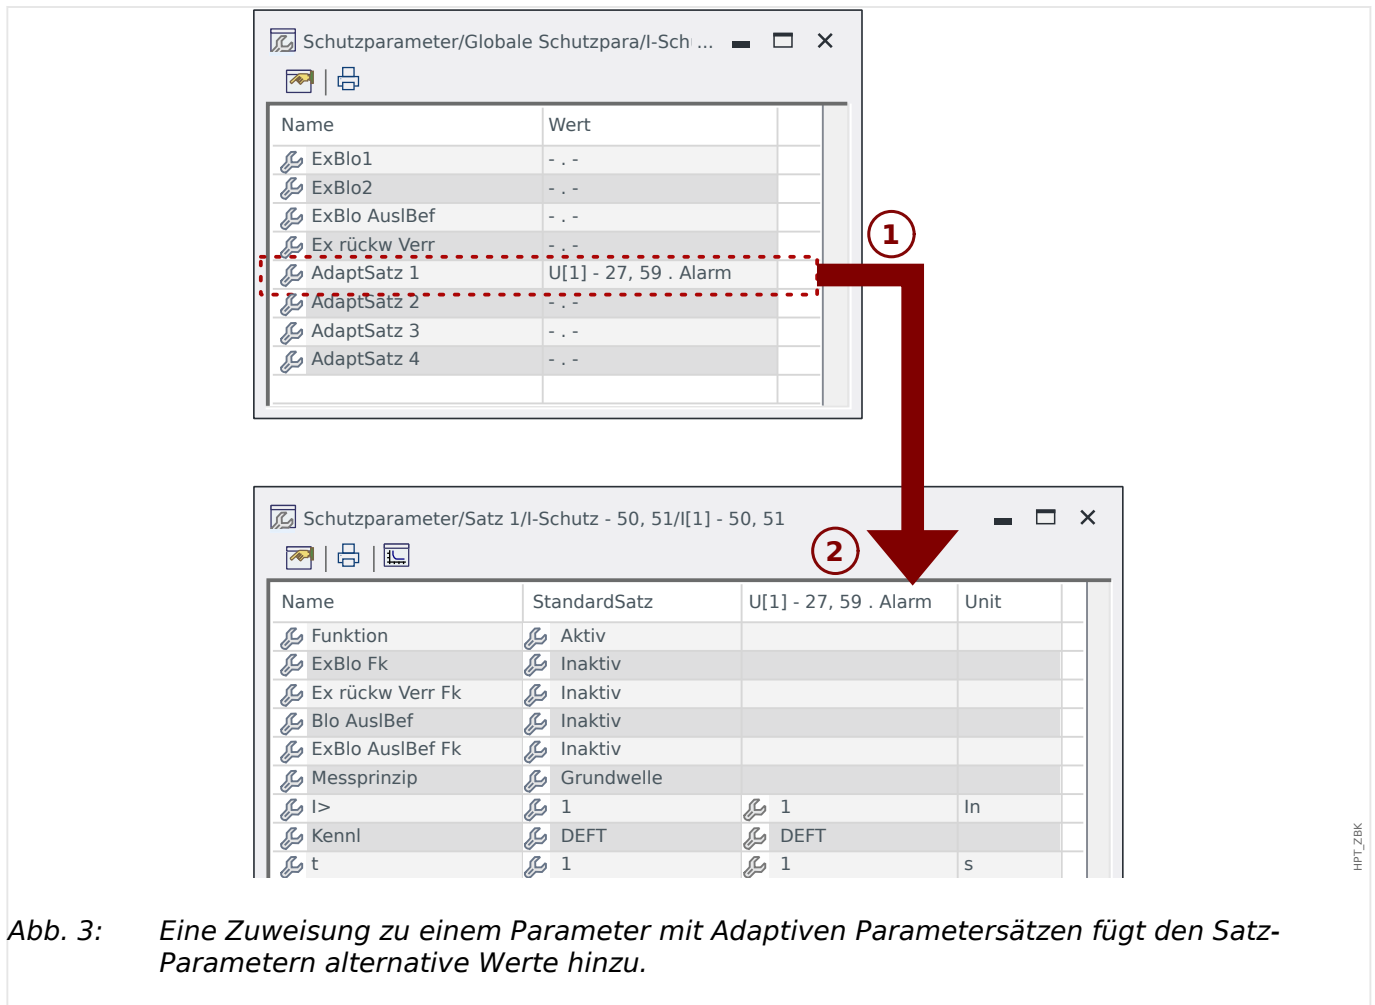 Schutzparameter/Globale Schutzpara/I-Sch ...
Name Wert
ExBlo1 - . -
ExBlo2 - . -
ExBlo AuslBef - . -
Ex rückw Verr - . -
AdaptSatz 1 U[1] - 27, 59 . Alarm
AdaptSatz 2 - . -
AdaptSatz 3 - . -
AdaptSatz 4 - . -
1
Schutzparameter/Satz 1/I-Schutz - 50, 51/I[1] - 50, 51
2
Name StandardSatz U[1] - 27, 59 . Alarm Unit
Funktion Aktiv
ExBlo Fk Inaktiv
Ex rückw Verr Fk Inaktiv
Blo AuslBef Inaktiv
ExBlo AuslBef Fk Inaktiv
Messprinzip Grundwelle
I> 1 1 In
Kennl DEFT DEFT
t 1 1 s
HPT_ZBK
Abb. 3: Eine Zuweisung zu einem Parameter mit Adaptiven Parametersätzen fügt den Satz-
Parametern alternative Werte hinzu.